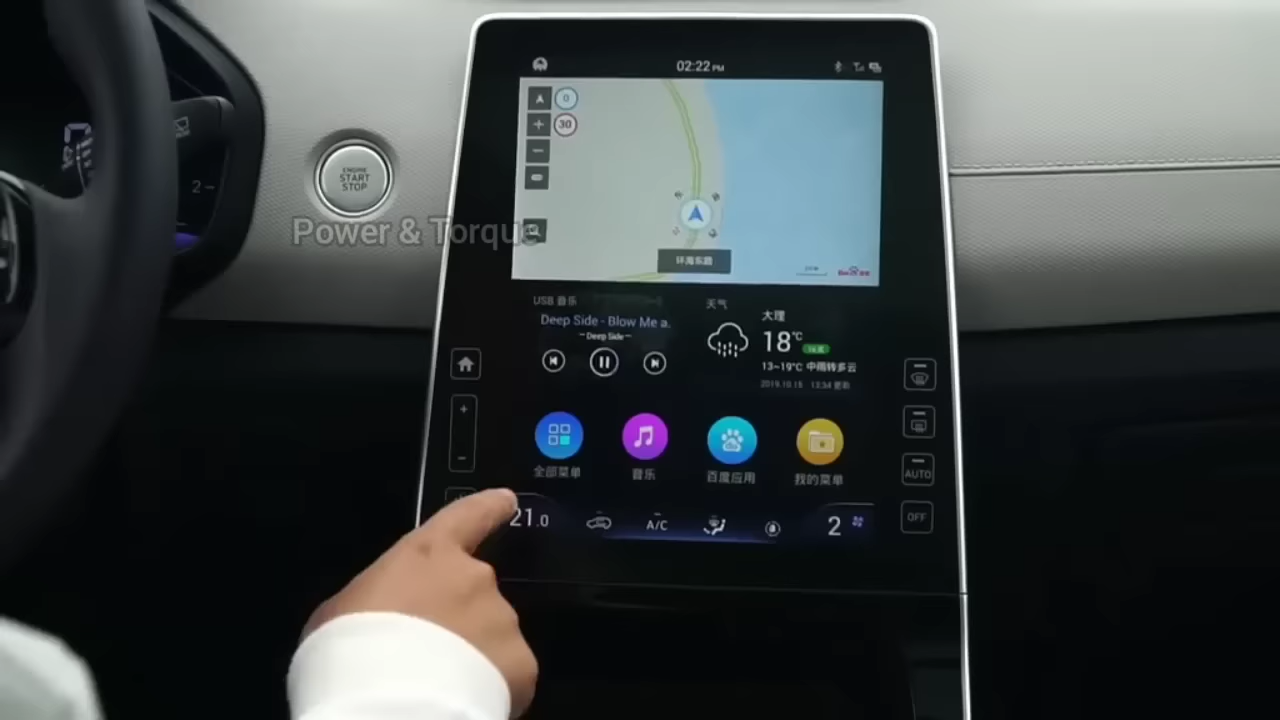 02:22 PM
0
30
ENGINE
START
STOP
2
Power & Torque
环海东路
USB 音乐
天气
Deep Side - Blow Me a.
Deep Side
大理
18°C
13~19°C 中雨转多云
2019.10.15 13:34 更新
全部菜单
音乐
百度应用
我的菜单
AUTO
OFF
21.0
A/C
2